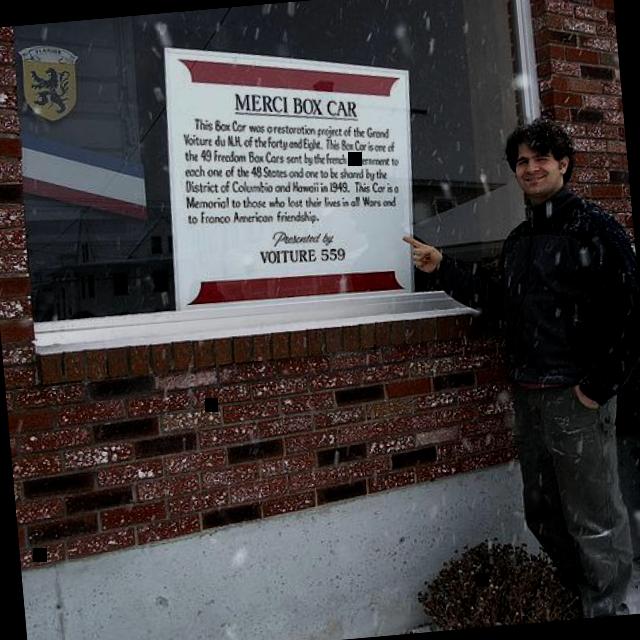 FLANDRE
MERCI BOX CAR
This Box Car was a restoration project of the Grand
Voiture du N.H. of the Forty and Eight. This Box Car is one of
the 49 Freedom Box Cars sent by the french ernment to
each one of the 48 States and one to be shared by the
District of Columbia and Hawaii in 1949. This Car is a
Memorial to those who lost their lives in all Wars and
to Franco American friendship.
Presented by
VOITURE 559